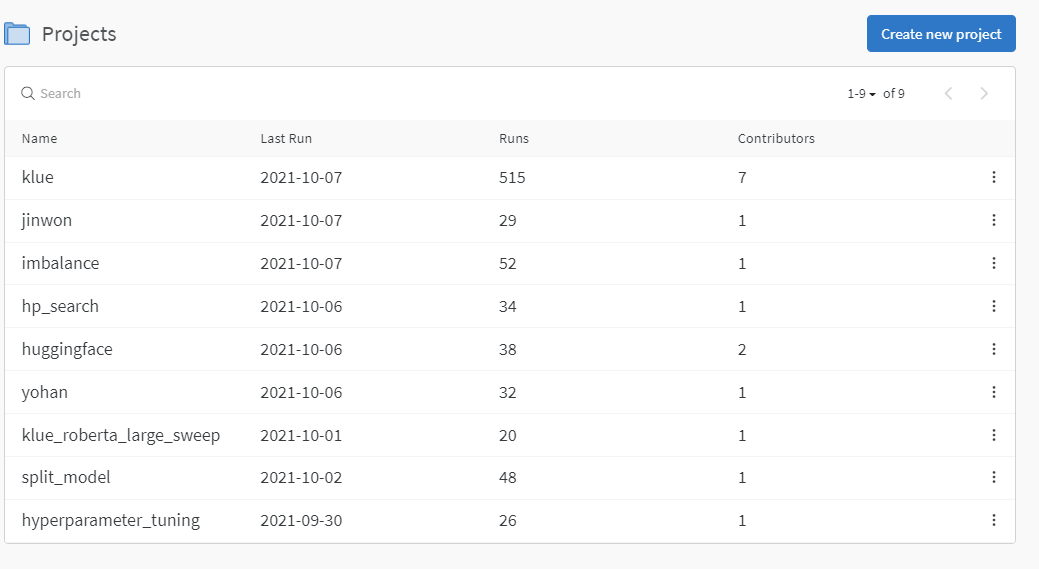 Projects
Create new project
Search
1-9 of 9
Name Last Run Runs Contributors
klue 2021-10-07 515 7
jinwon 2021-10-07 29 1
imbalance 2021-10-07 52 1
hp_search 2021-10-06 34 1
huggingface 2021-10-06 38 2
yohan 2021-10-06 32 1
klue_roberta_large_sweep 2021-10-01 20 1
split_model 2021-10-02 48 1
hyperparameter_tuning 2021-09-30 26 1